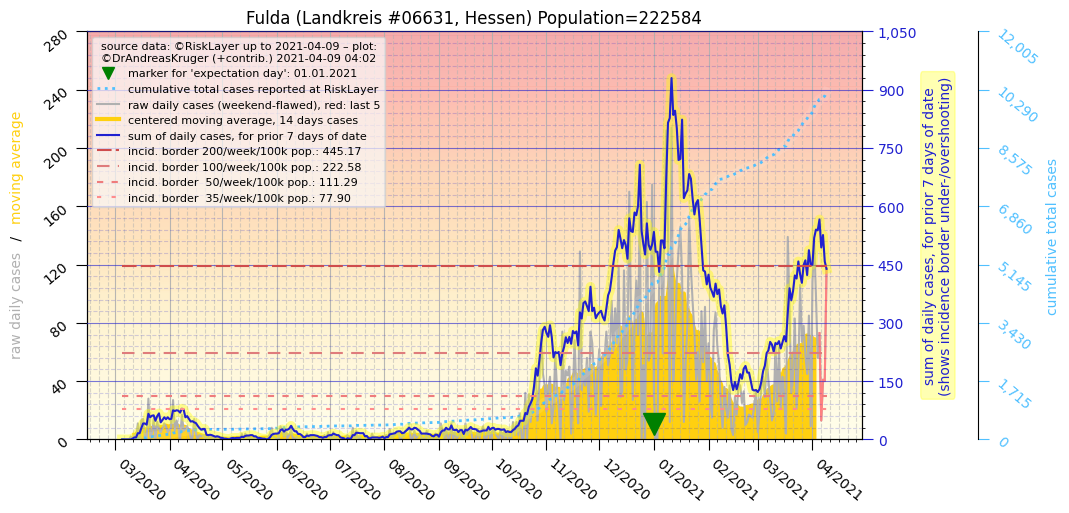 Fulda (Landkreis #06631, Hessen) Population=222584
source data: ©RiskLayer up to 2021-04-09 – plot:
©DrAndreasKruger (+contrib.) 2021-04-09 04:02
marker for 'expectation day': 01.01.2021
cumulative total cases reported at RiskLayer
raw daily cases (weekend-flawed), red: last 5
centered moving average, 14 days cases
sum of daily cases, for prior 7 days of date
incid. border 200/week/100k pop.: 445.17
incid. border 100/week/100k pop.: 222.58
incid. border  50/week/100k pop.: 111.29
incid. border  35/week/100k pop.: 77.90
raw daily cases  /  moving average
280
240
200
160
120
80
40
0
03/2020
04/2020
05/2020
06/2020
07/2020
08/2020
09/2020
10/2020
11/2020
12/2020
01/2021
02/2021
03/2021
04/2021
1,050
900
750
600
450
300
150
0
sum of daily cases, for prior 7 days of date
(shows incidence border under-/overshooting)
12,005
10,290
8,575
6,860
5,145
3,430
1,715
0
cumulative total cases